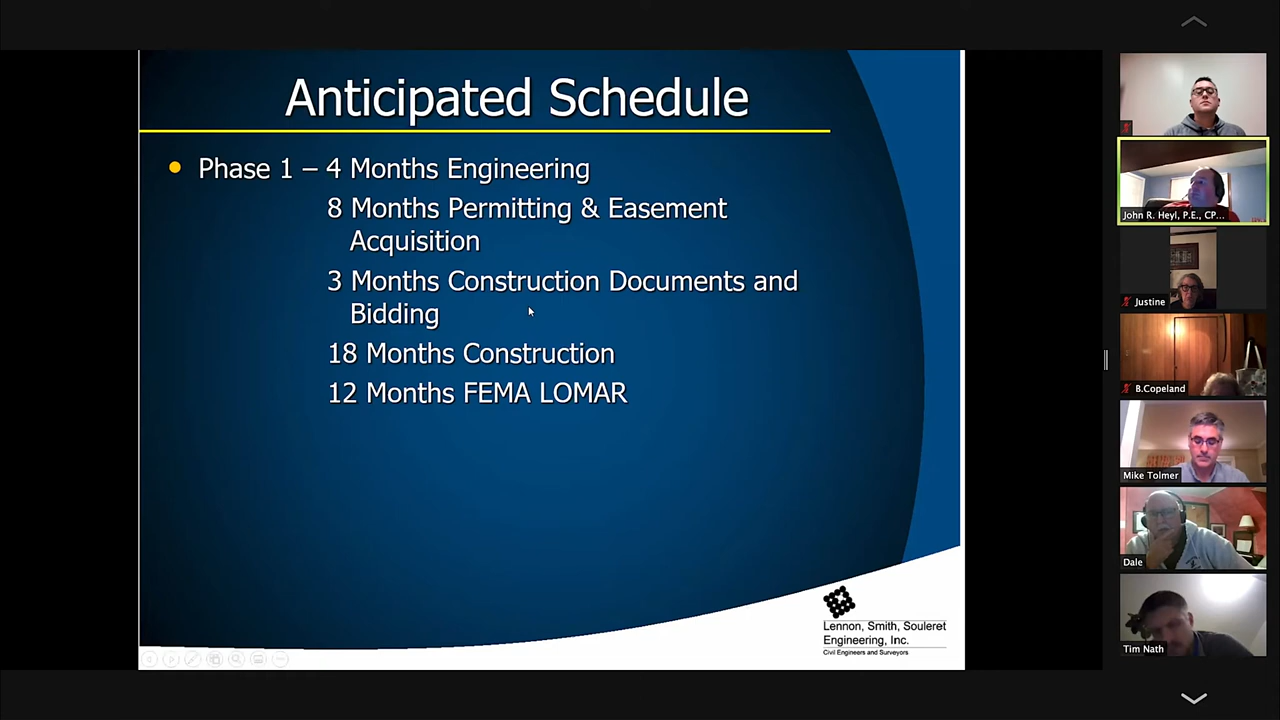 Anticipated Schedule
Phase 1 – 4 Months Engineering
8 Months Permitting & Easement
Acquisition
3 Months Construction Documents and
Bidding
18 Months Construction
12 Months FEMA LOMAR
Lennon, Smith, Souleret
Engineering, Inc.
Civil Engineers and Surveyors
John R. Heyl, P.E., CP...
Justine
B.Copeland
Mike Tolmer
Dale
Tim Nath